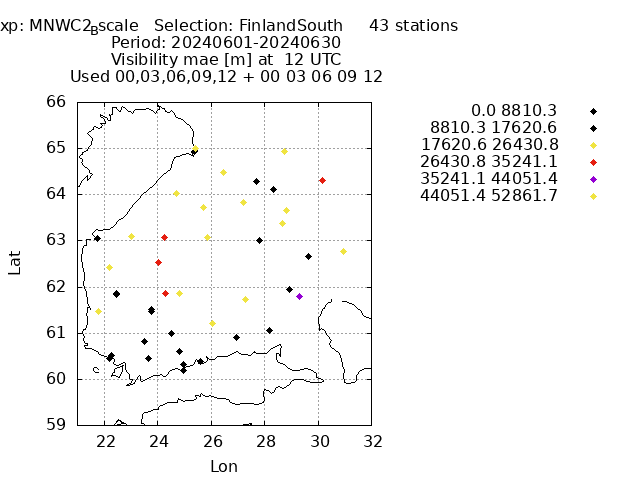 xp: MNWC2_Bscale   Selection: FinlandSouth     43 stations
Period: 20240601-20240630
Visibility mae [m] at  12 UTC
Used 00,03,06,09,12 + 00 03 06 09 12
0.0 8810.3
8810.3 17620.6
17620.6 26430.8
26430.8 35241.1
35241.1 44051.4
44051.4 52861.7
66
65
64
63
62
61
60
59
Lat
22 24 26 28 30 32
Lon